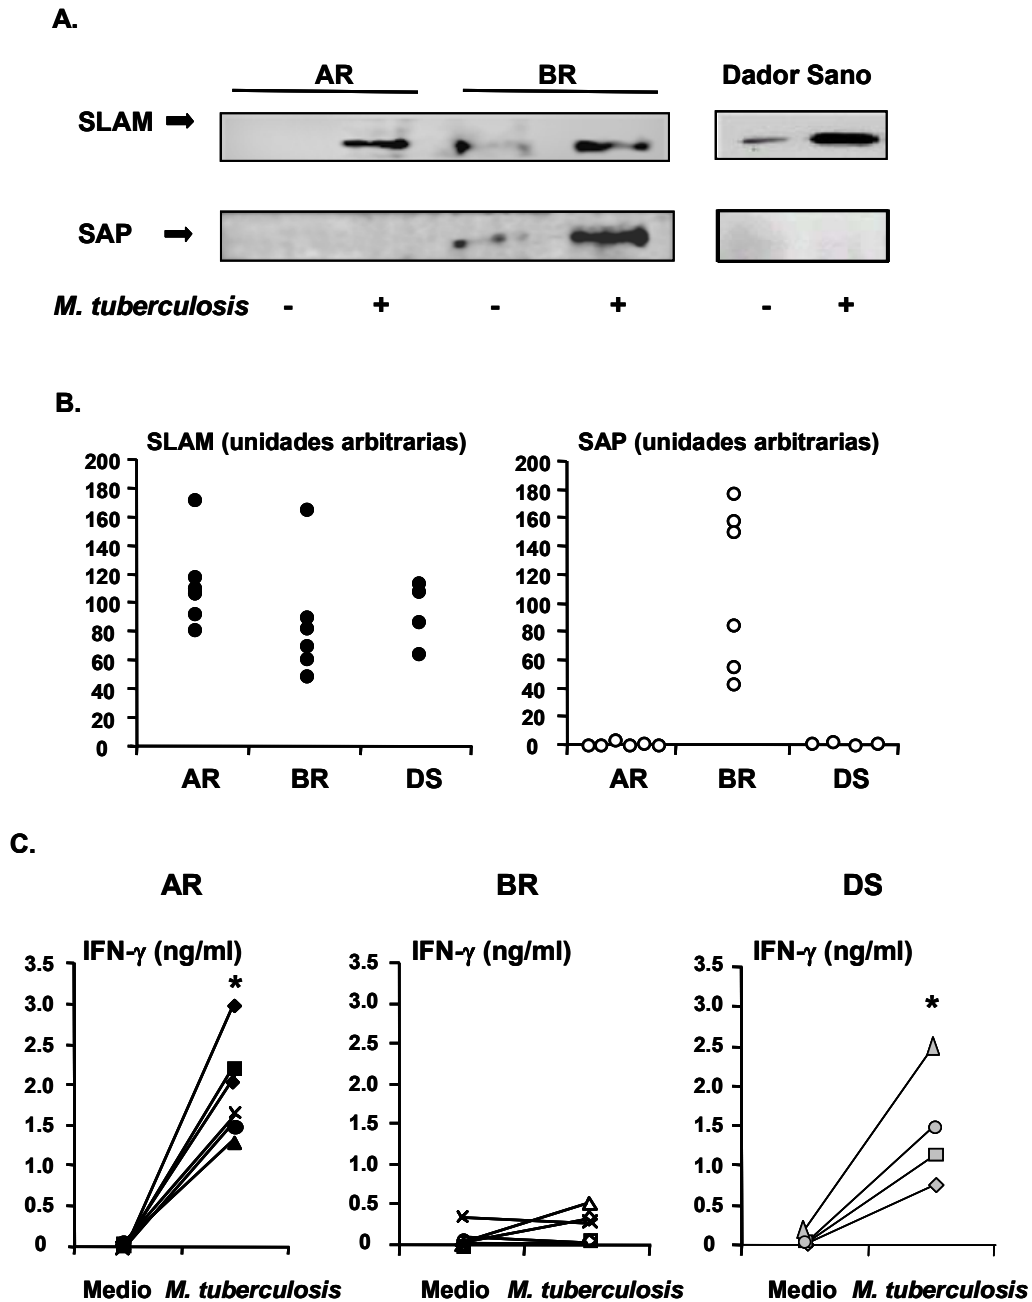 A.
AR BR Dador Sano
SLAM
SAP
M. tuberculosis - + - + - +
B.
SLAM (unidades arbitrarias) SAP (unidades arbitrarias)
200 200
180 180
160 160
140 140
120 120
100 100
80 80
60 60
40 40
20 20
0 0
AR BR DS AR BR DS
C.
AR BR DS
IFN-γ (ng/ml) IFN-γ (ng/ml) IFN-γ (ng/ml)
3.5 3.5 3.5
* *
3.0 3.0 3.0
2.5 2.5 2.5
2.0 2.0 2.0
1.5 1.5 1.5
1.0 1.0 1.0
0.5 0.5 0.5
0 0 0
Medio M. tuberculosis Medio M. tuberculosis Medio M. tuberculosis